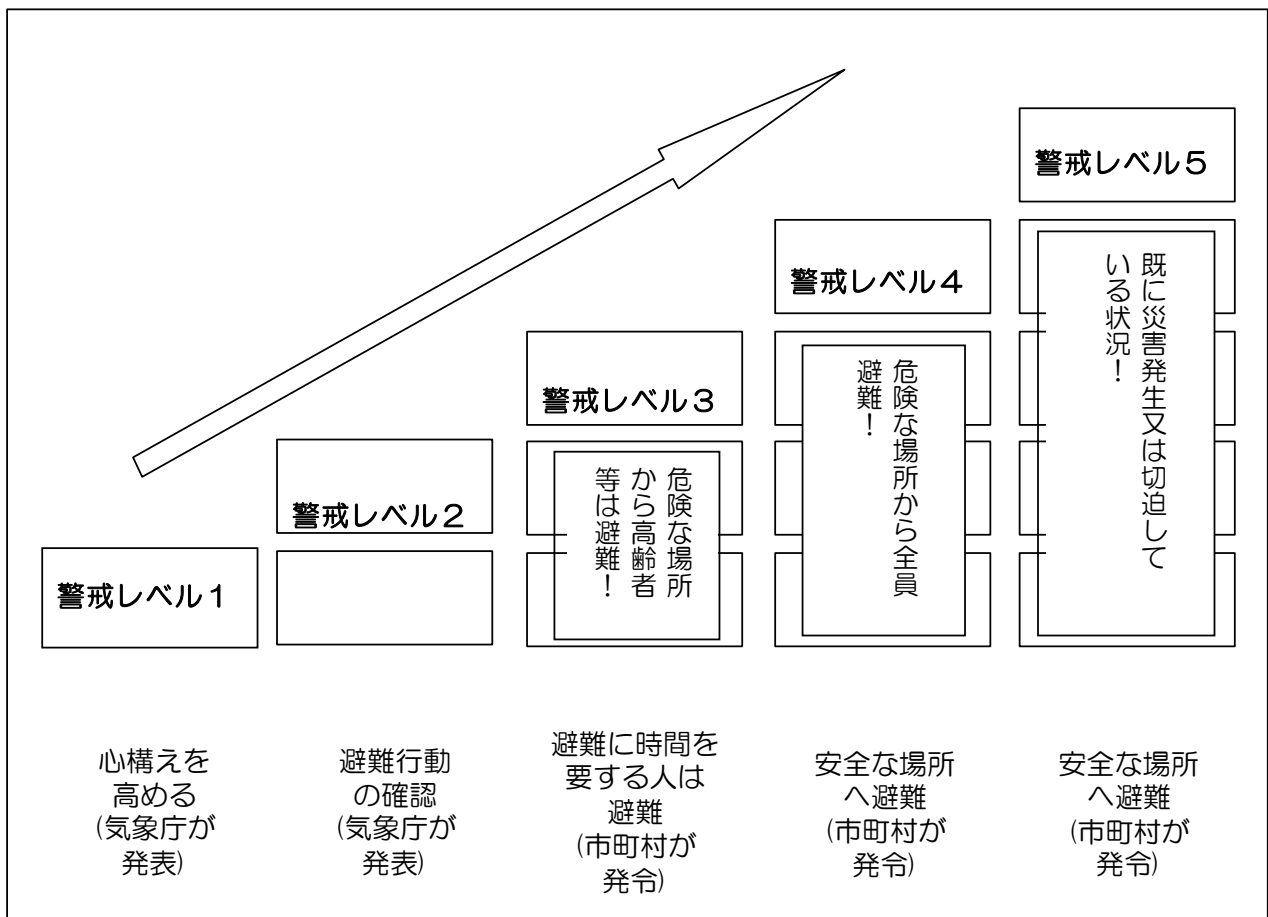 警戒レベル5
既に災害発生又は切迫して
いる状況!
警戒レベル4
危険な場所から全員
避難!
警戒レベル3
危険な場所
から高齢者
等は避難!
警戒レベル2
警戒レベル1
心構えを
高める
(気象庁が
発表)
避難行動
の確認
(気象庁が
発表)
避難に時間を
要する人は
避難
(市町村が
発令)
安全な場所
へ避難
(市町村が
発令)
安全な場所
へ避難
(市町村が
発令)